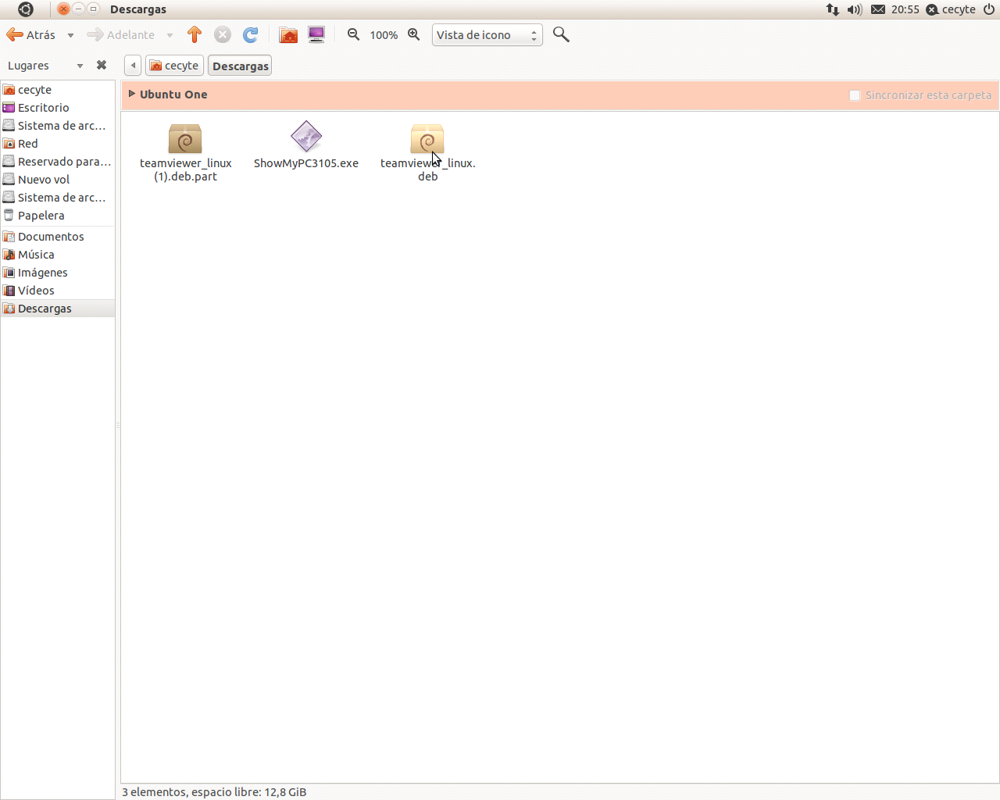 Descargas
20:55
cecyte
Atrás
Adelante
100%
Vista de icono
Lugares
cecyte
Descargas
cecyte
Escritorio
Sistema de arc...
Red
Reservado para...
Nuevo vol
Sistema de arc...
Papelera
Documentos
Música
Imágenes
Vídeos
Descargas
Ubuntu One
Sincronizar esta carpeta
teamviewer_linux
(1).deb.part
ShowMyPC3105.exe
teamviewer_linux.
deb
3 elementos, espacio libre: 12,8 GiB